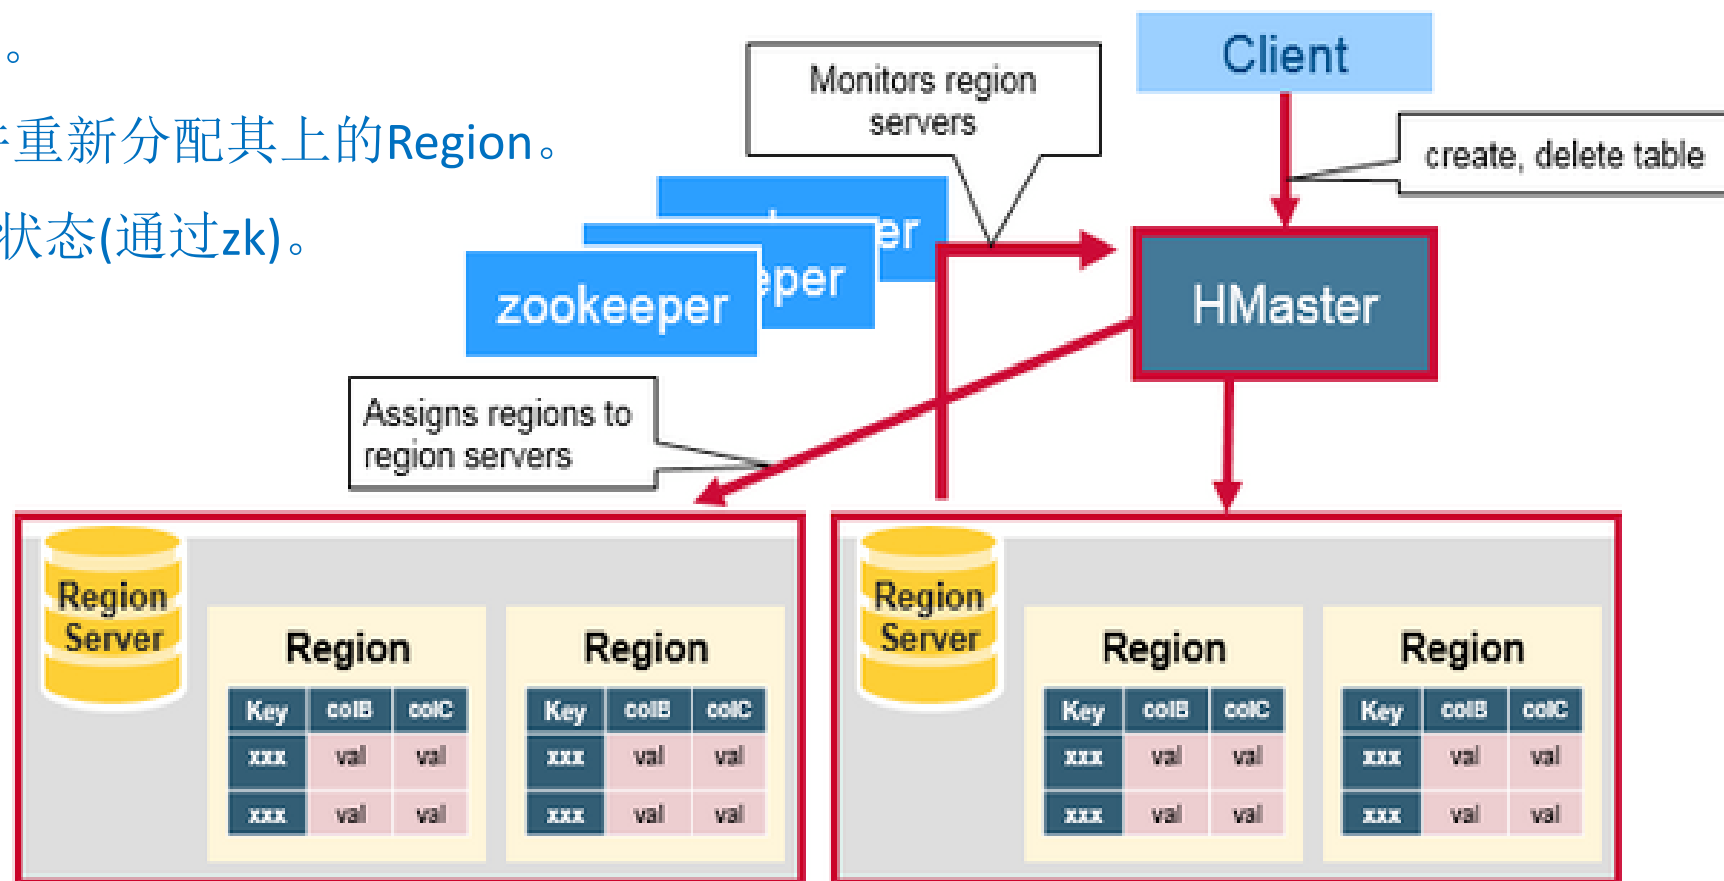 。
并重新分配其上的Region。
状态(通过zk)。
Client
Monitors region
servers
create, delete table
er
eper
zookeeper
HMaster
Assigns regions to
region servers
Region
Server
Region
Key colB colC
xxx val val
xxx val val
Region
Key colB colC
xxx val val
xxx val val
Region
Server
Region
Key colB colC
xxx val val
xxx val val
Region
Key colB colC
xxx val val
xxx val val